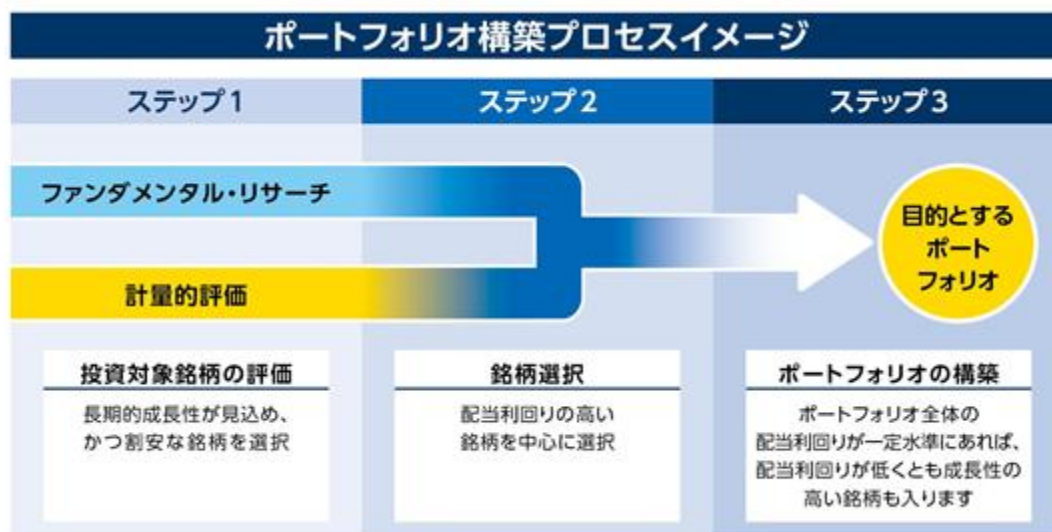 ポートフォリオ構築プロセスイメージ
ステップ1
ステップ2
ステップ3
ファンダメンタル・リサーチ
計量的評価
目的とする
ポート
フォリオ
投資対象銘柄の評価
長期的成長性が見込め、
かつ割安な銘柄を選択
銘柄選択
配当利回りの高い
銘柄を中心に選択
ポートフォリオの構築
ポートフォリオ全体の
配当利回りが一定水準にあれば、
配当利回りが低くとも成長性の
高い銘柄も入ります